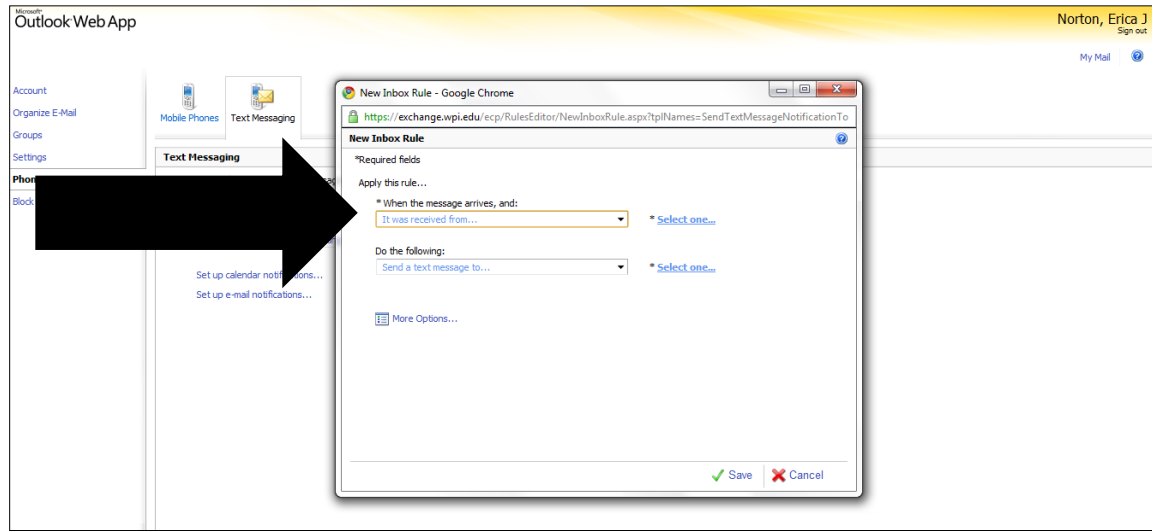 Microsoft®
Outlook Web App
Norton, Erica J
Sign out
My Mail
Account
Organize E-Mail
Groups
Settings
Phon
Block
Mobile Phones
Text Messaging
Text Messaging
Set up calendar notif ons...
Set up e-mail notifications...
New Inbox Rule - Google Chrome
https://exchange.wpi.edu/ecp/RulesEditor/NewInboxRule.aspx?tplNames=SendTextMessageNotificationTo
New Inbox Rule
*Required fields
Apply this rule...
* When the message arrives, and:
It was received from...
* Select one...
Do the following:
Send a text message to...
* Select one...
More Options...
Save
Cancel